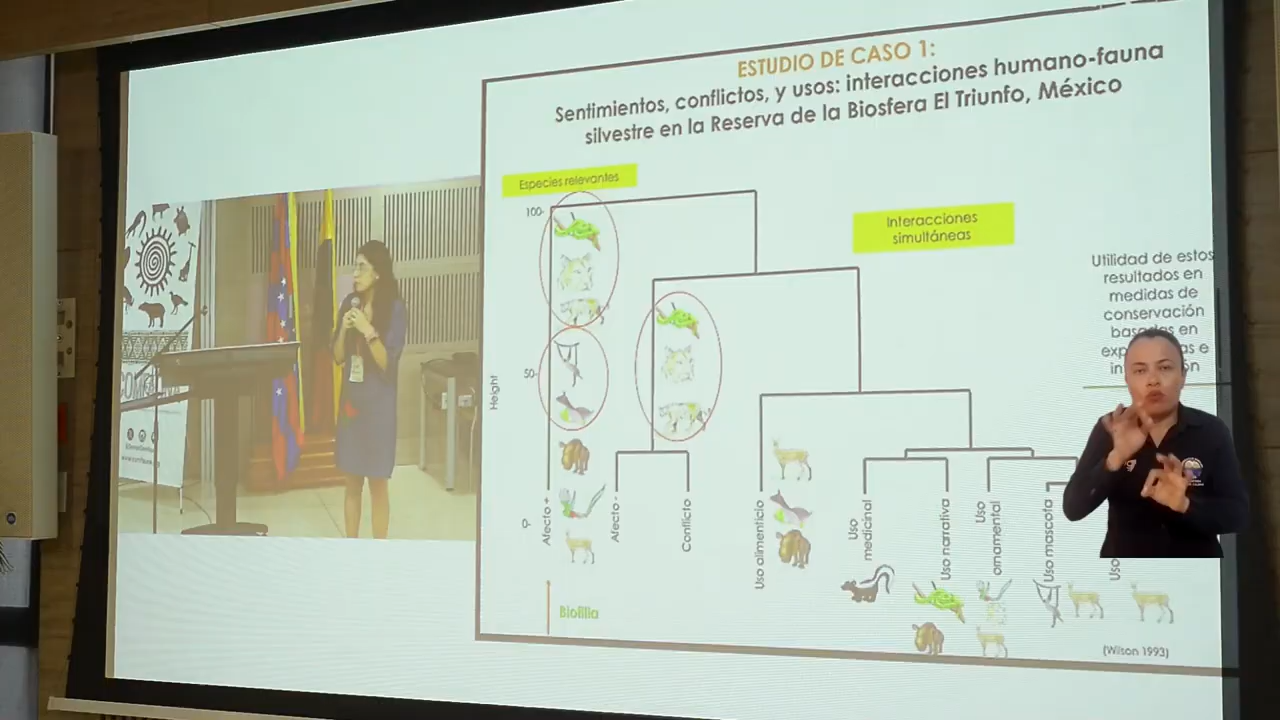 ESTUDIO DE CASO 1:
Sentimientos, conflictos, y usos: interacciones humano-fauna
silvestre en la Reserva de la Biosfera El Triunfo, México
Especies relevantes
Interacciones
simultáneas
Utilidad de estos
resultados en
medidas de
conservación
en
100-
50-
0-
Height
Afecto +
Afecto -
Conflicto
Uso alimenticio
Uso
medicinal
Uso narrativa
Uso
ornamental
Uso mascota
Uso
Biofilia
(Wilson 1993)